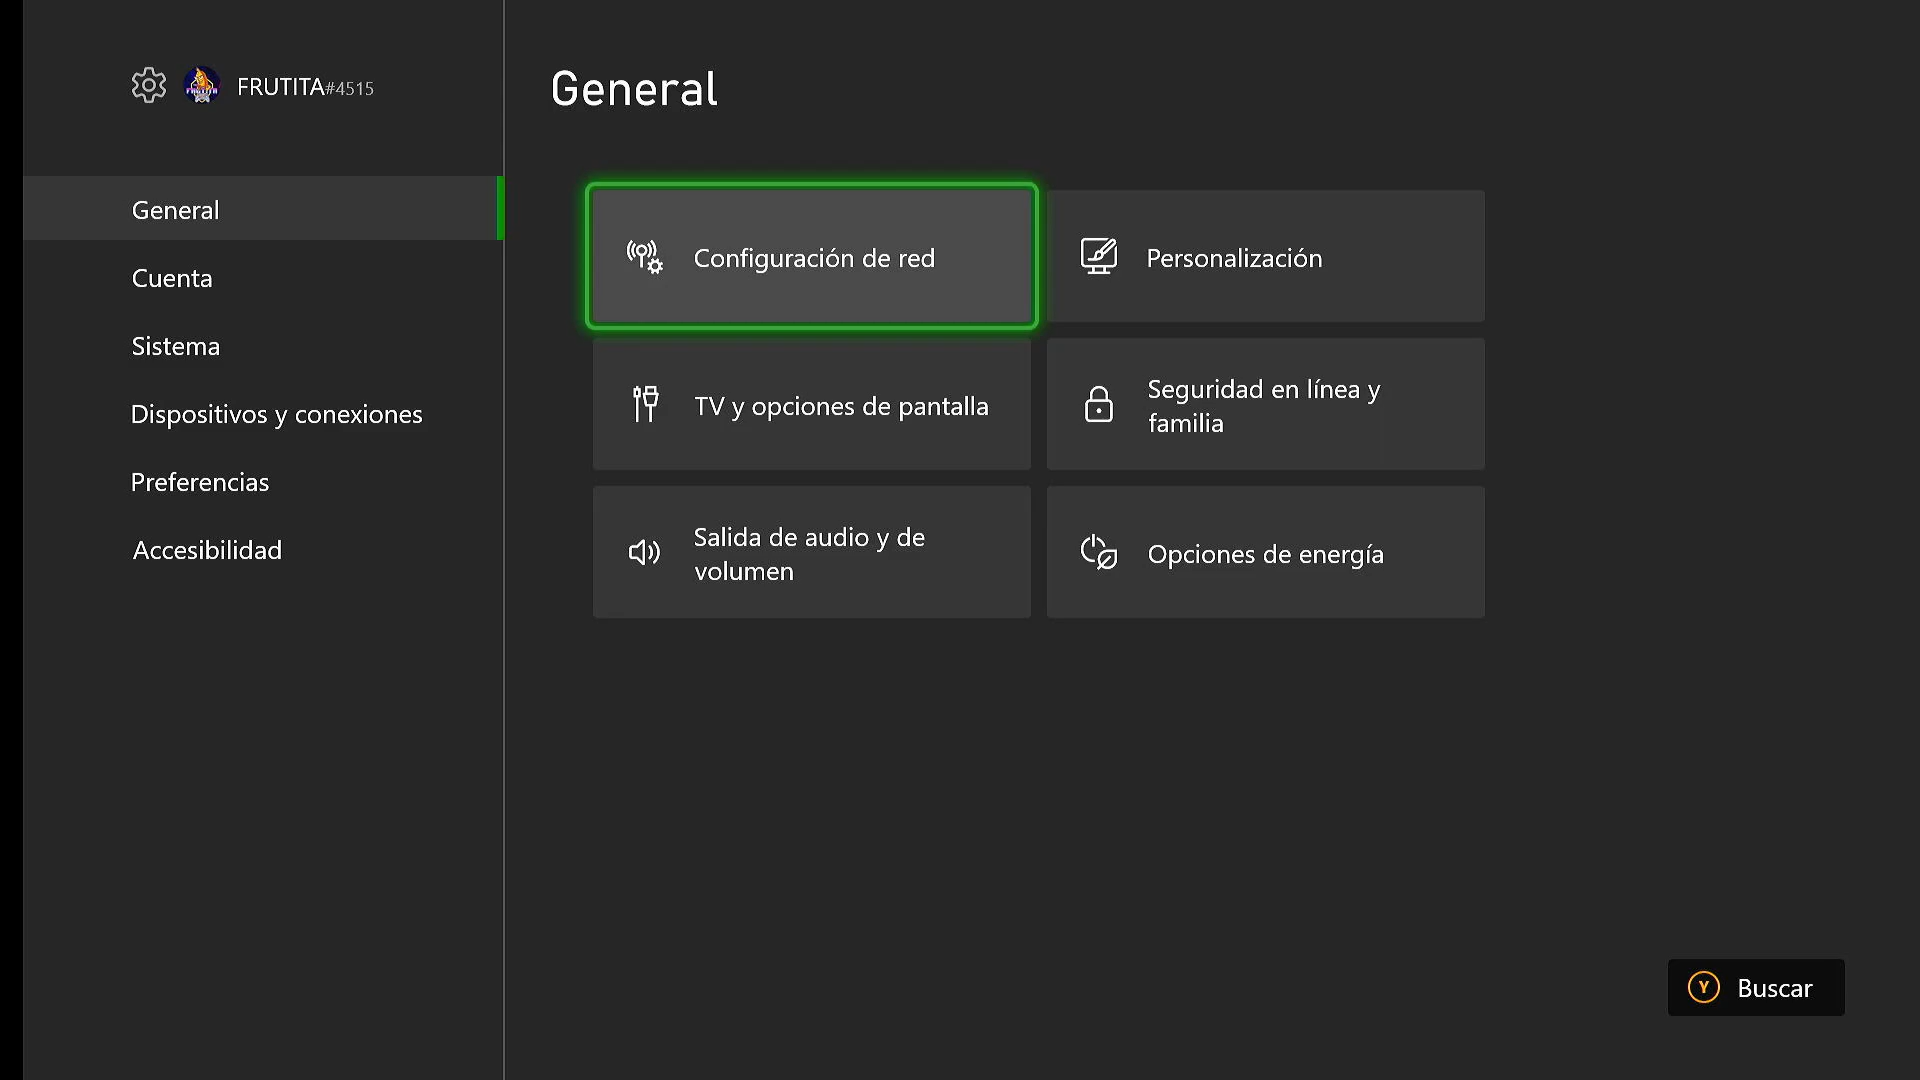 FRUTITA#4515
General
Cuenta
Sistema
Dispositivos y conexiones
Preferencias
Accesibilidad
General
Configuración de red
Personalización
TV y opciones de pantalla
Seguridad en línea y
familia
Salida de audio y de
volumen
Opciones de energía
Y Buscar